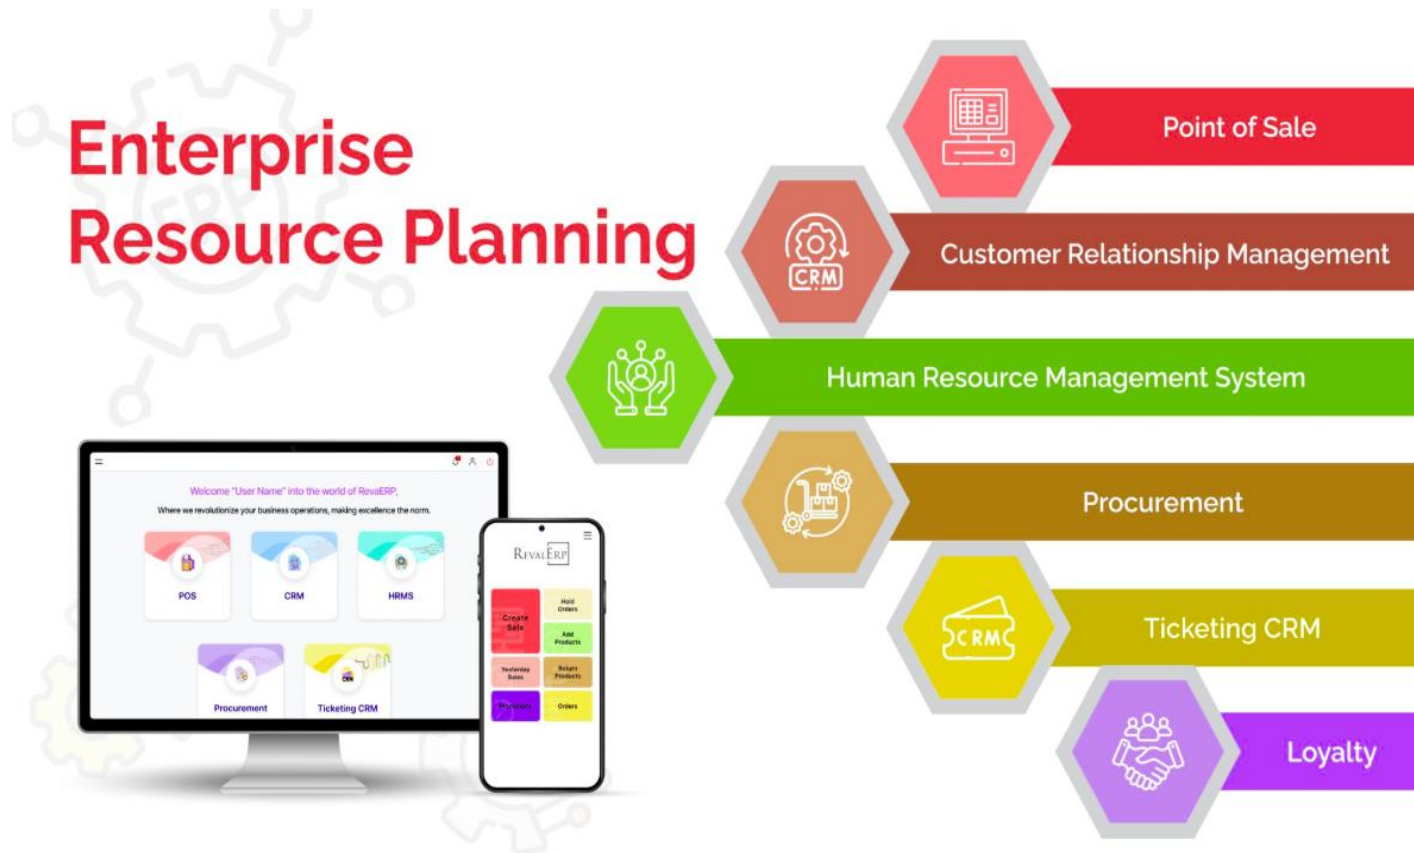 Enterprise
Resource Planning
ERP
Point of Sale
CRM
Customer Relationship Management
Human Resource Management System
Procurement
CRM
Ticketing CRM
Loyalty
Welcome "User Name" into the world of RevaERP,
Where we revolutionize your business operations, making excellence the norm.
POS
CRM
HRMS
Procurement
CRM
Ticketing CRM
REVALERP
Create
Sale
Hold
Orders
Add
Products
Yesterday
Sales
Return
Products
Orders